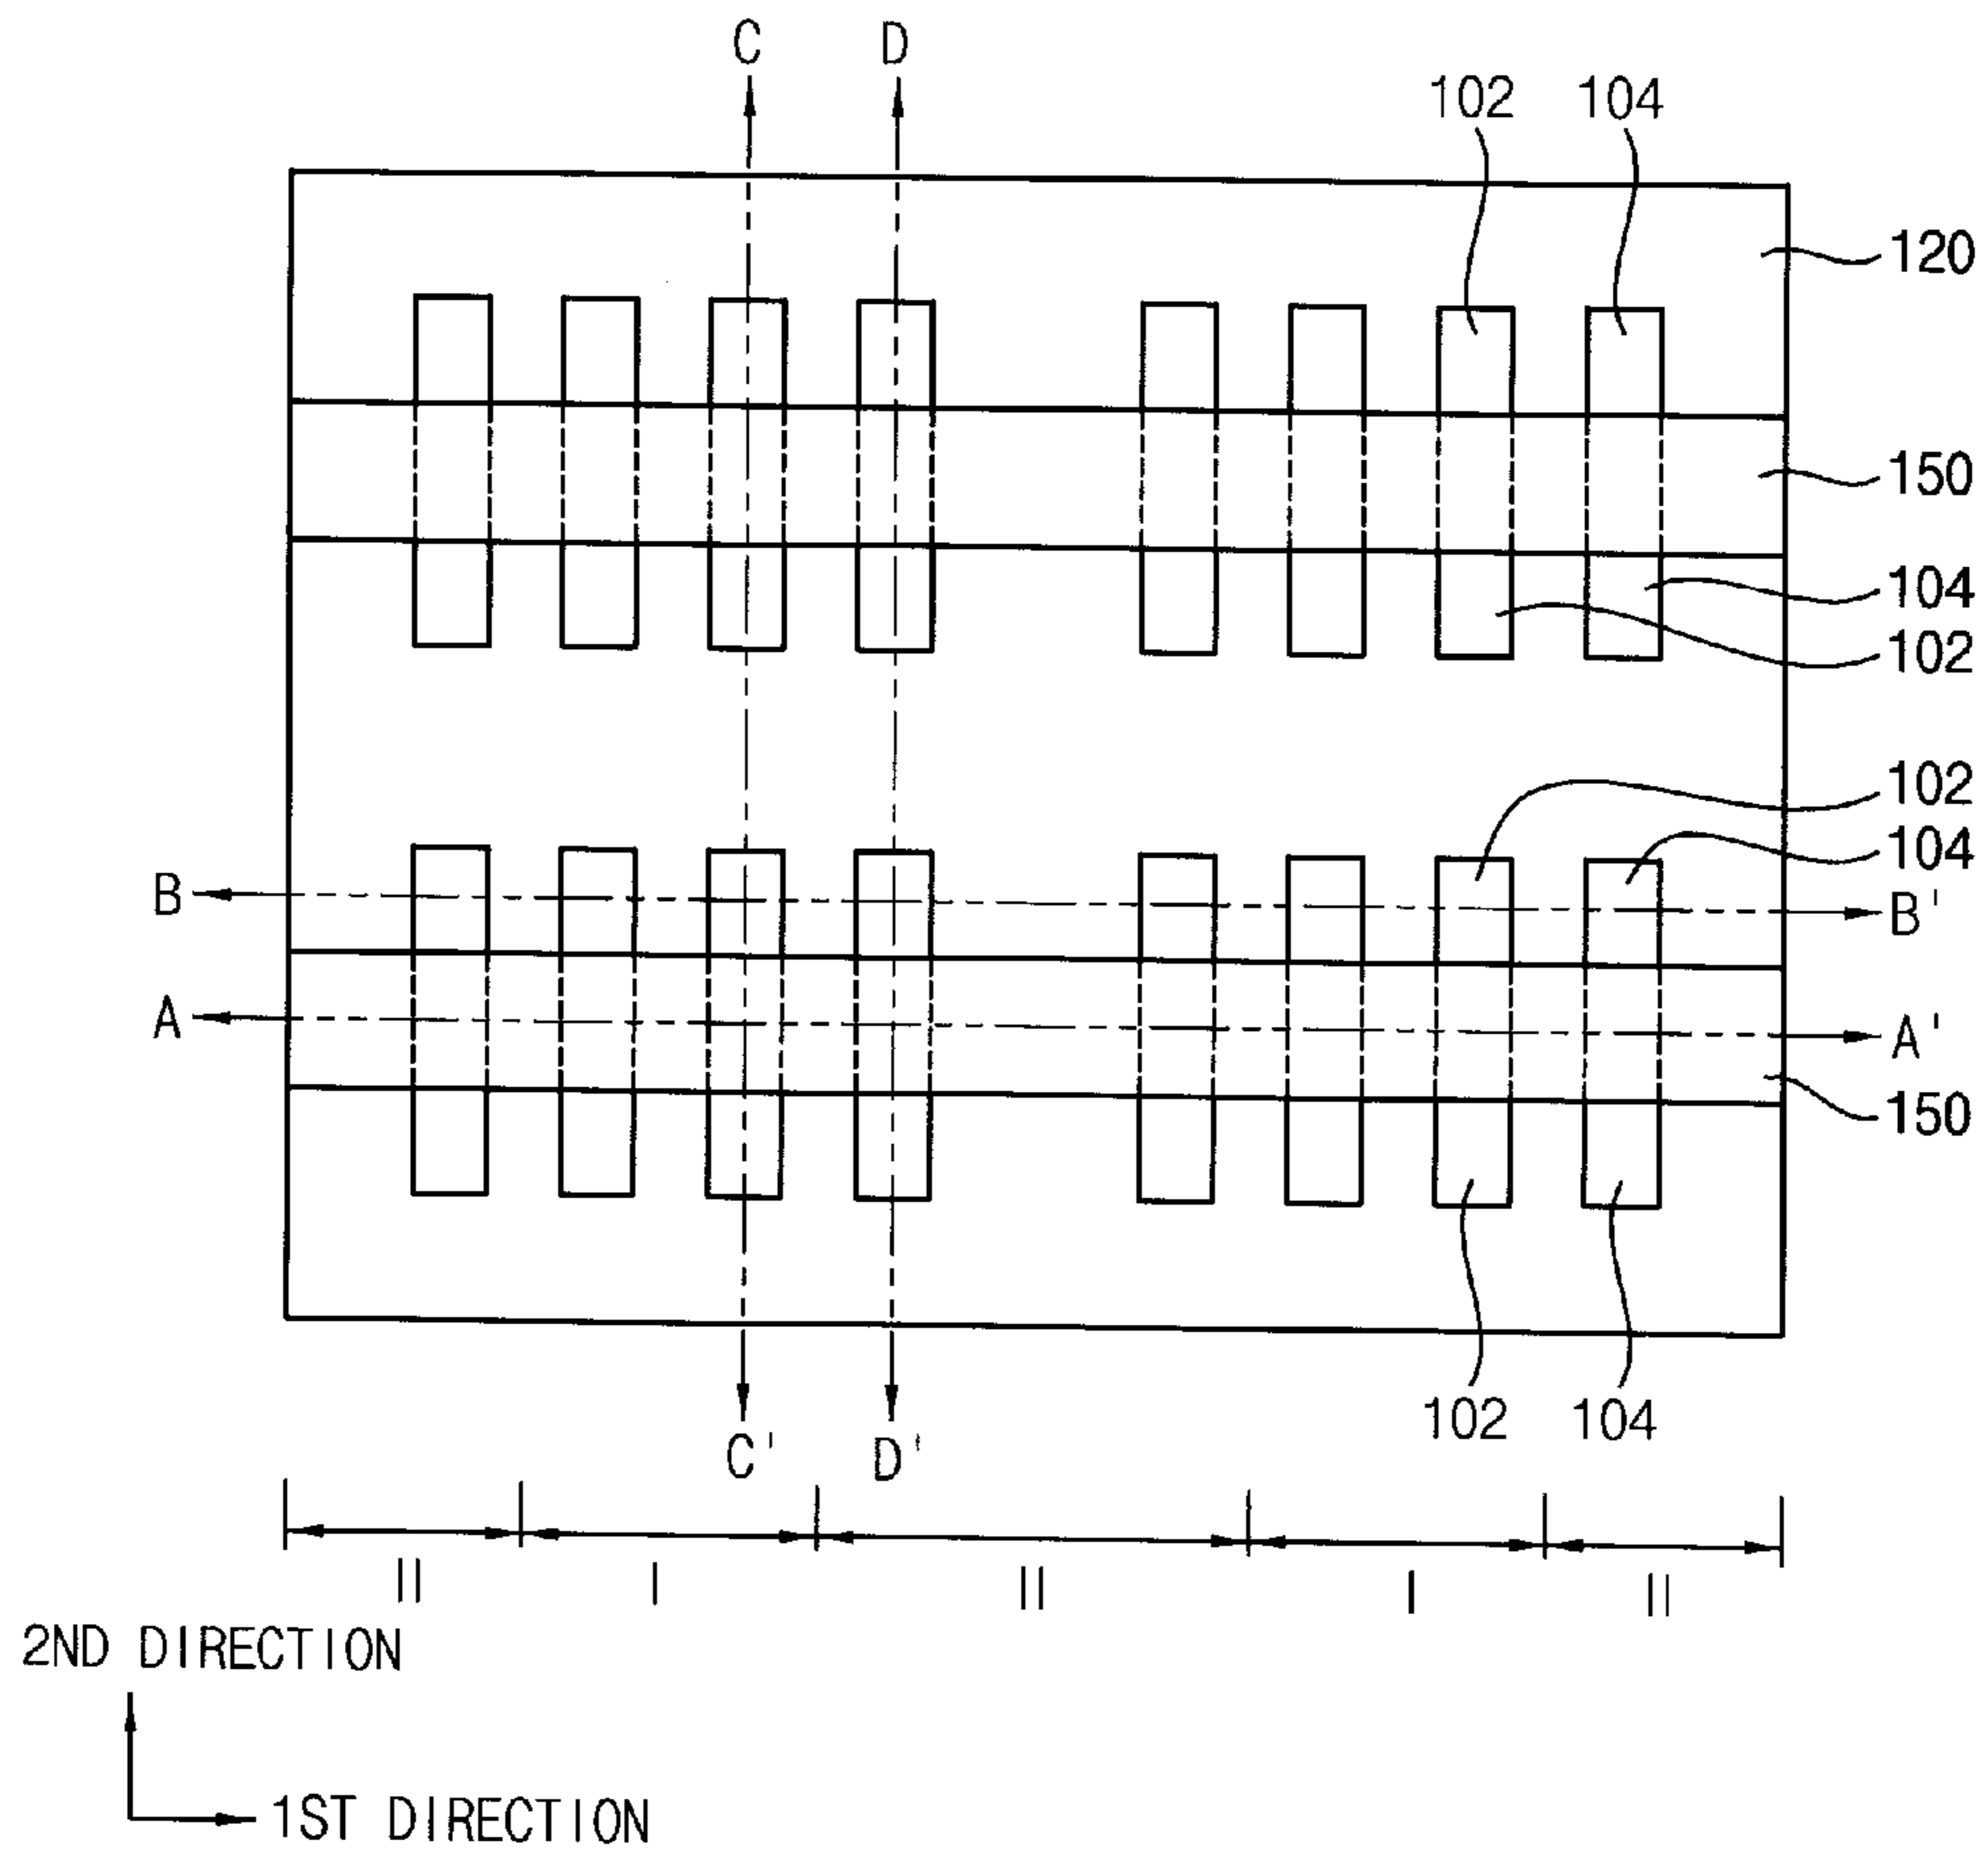 C D
102 104
120
150
104
102
102
104
B B'
A A'
150
102 104
C' D'
II I II I II
2ND DIRECTION
1ST DIRECTION